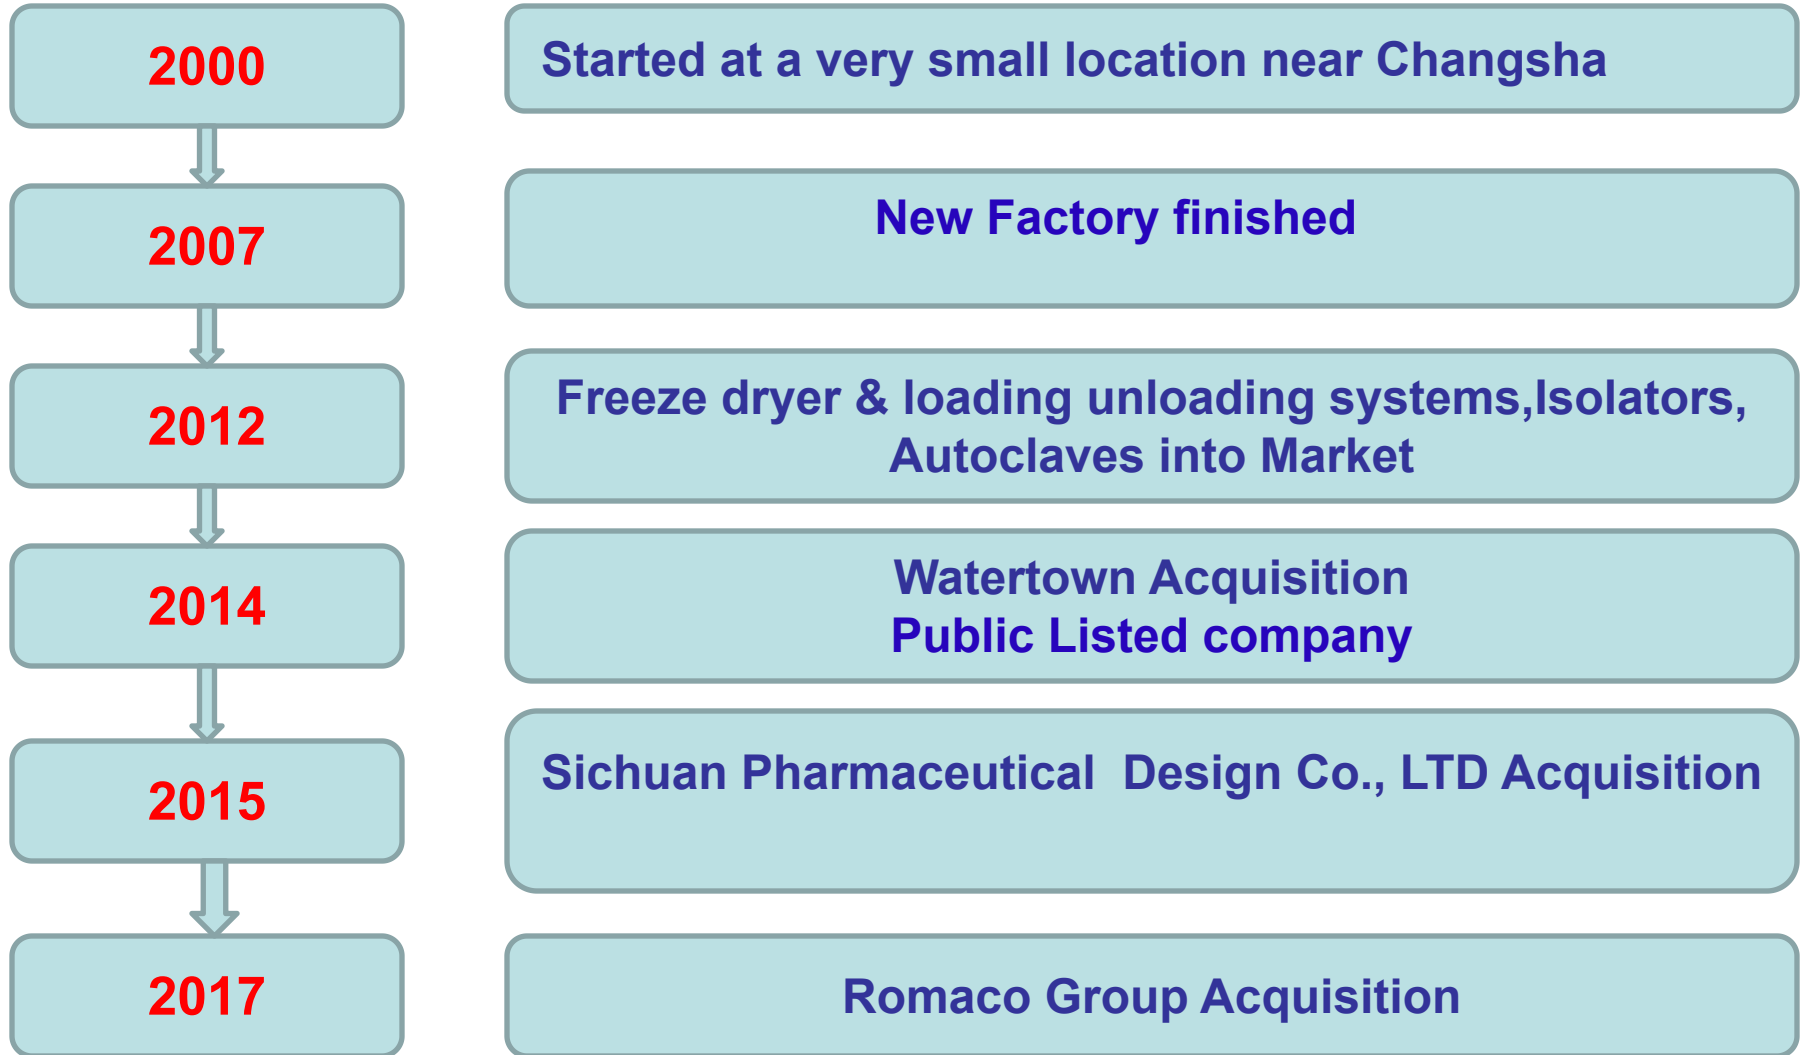 2000
Started at a very small location near Changsha
2007
New Factory finished
2012
Freeze dryer & loading unloading systems,Isolators,
Autoclaves into Market
2014
Watertown Acquisition
Public Listed company
2015
Sichuan Pharmaceutical  Design Co., LTD Acquisition
2017
Romaco Group Acquisition